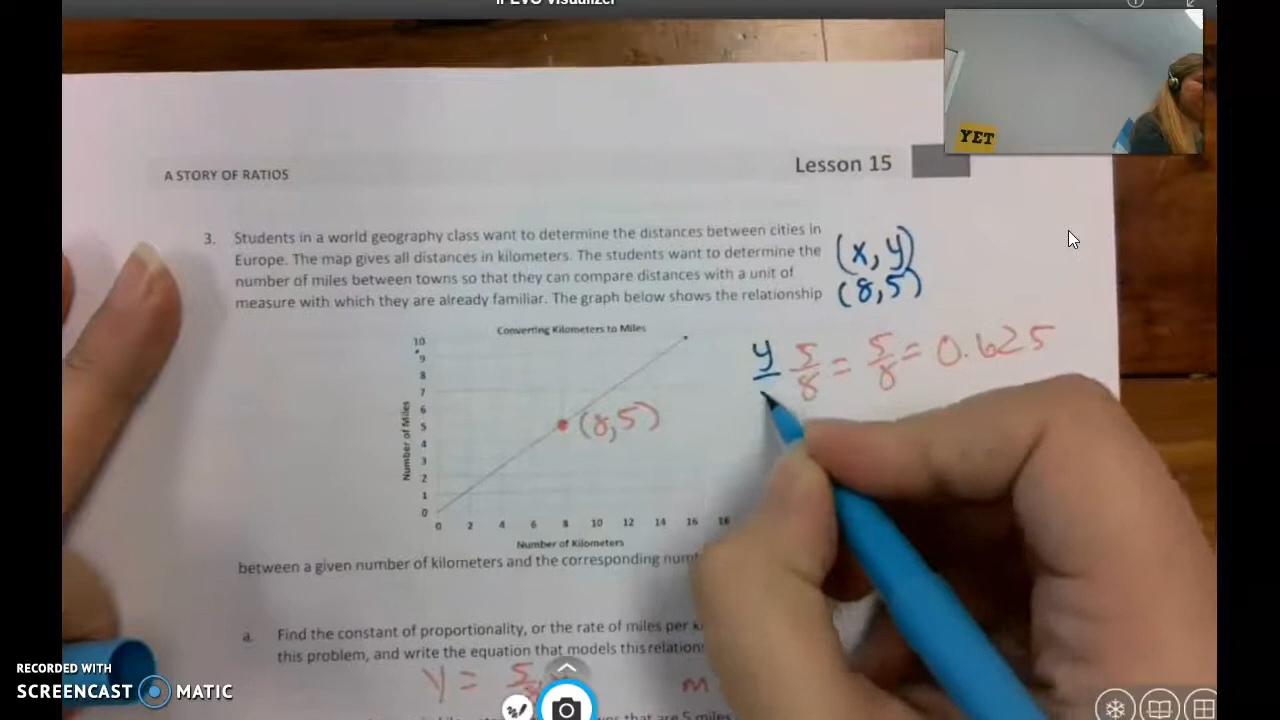 YET
A STORY OF RATIOS
Lesson 15
3. Students in a world geography class want to determine the distances between cities in
Europe. The map gives all distances in kilometers. The students want to determine the
number of miles between towns so that they can compare distances with a unit of
measure with which they are already familiar. The graph below shows the relationship
(x, y)
(8,5)
Converting Kilometers to Miles
10
9
8
7
6
5
4
3
2
1
0
Number of Miles
(8,5)
y 5/8 = 5/8 = 0.625
0 2 4 6 8 10 12 14 16 18
Number of Kilometers
between a given number of kilometers and the corresponding
a. Find the constant of proportionality, or the rate of miles per
this problem, and write the equation that models this
y = 5
m
that are 5 miles
RECORDED WITH
SCREENCAST MATIC